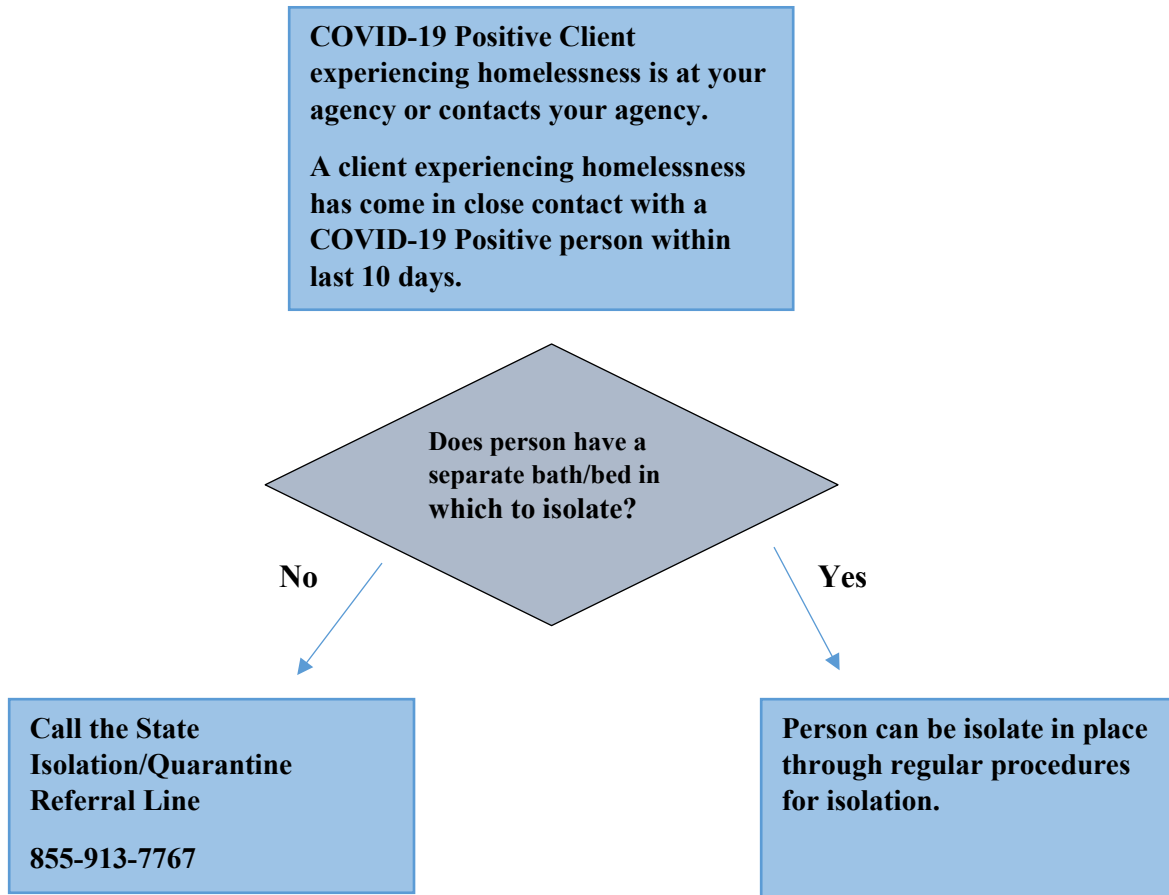 COVID-19 Positive Client
experiencing homelessness is at your
agency or contacts your agency.
A client experiencing homelessness
has come in close contact with a
COVID-19 Positive person within
last 10 days.
Does person have a
separate bath/bed in
which to isolate?
No
Yes
Call the State
Isolation/Quarantine
Referral Line
855-913-7767
Person can be isolate in place
through regular procedures
for isolation.